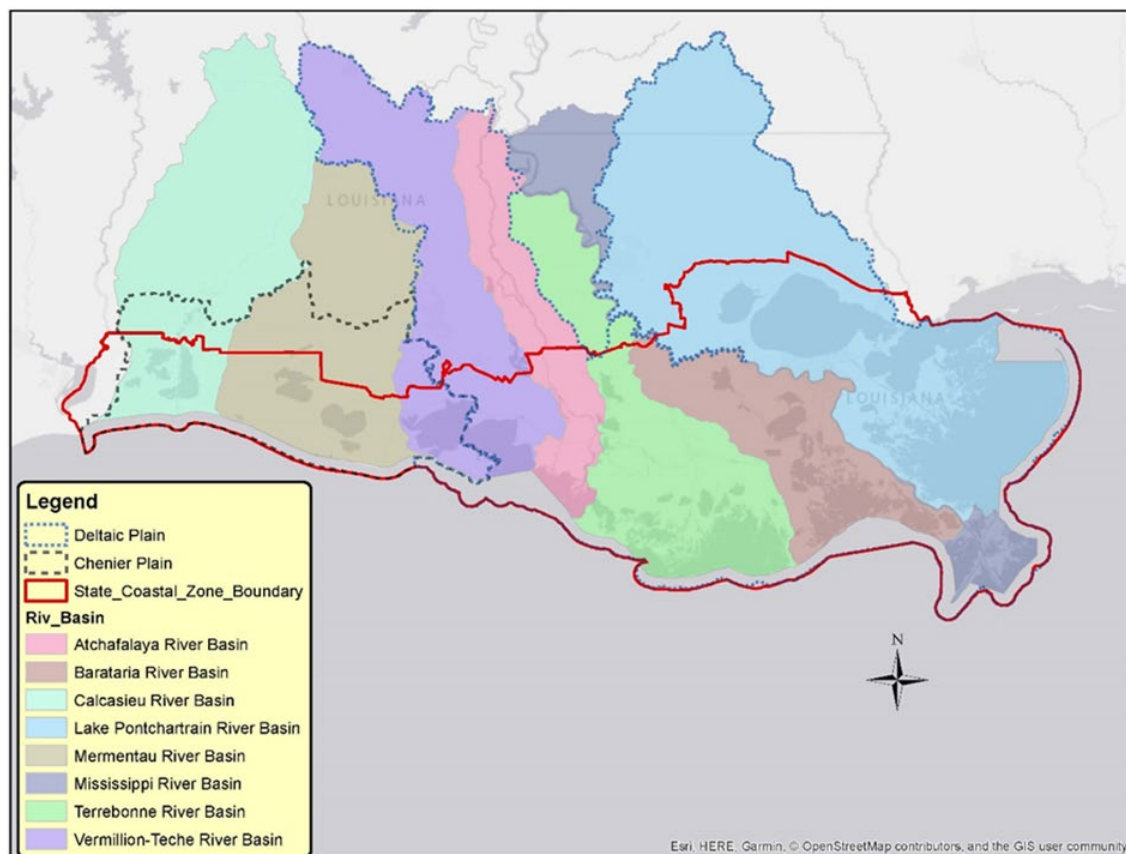 LOUISIANA
LOUISIANA
Legend
Deltaic Plain
Chenier Plain
State_Coastal_Zone_Boundary
Riv_Basin
Atchafalaya River Basin
Barataria River Basin
Calcasieu River Basin
Lake Pontchartrain River Basin
Mermentau River Basin
Mississippi River Basin
Terrebonne River Basin
Vermillion-Teche River Basin
N
Esri, HERE, Garmin, © OpenStreetMap contributors, and the GIS user community